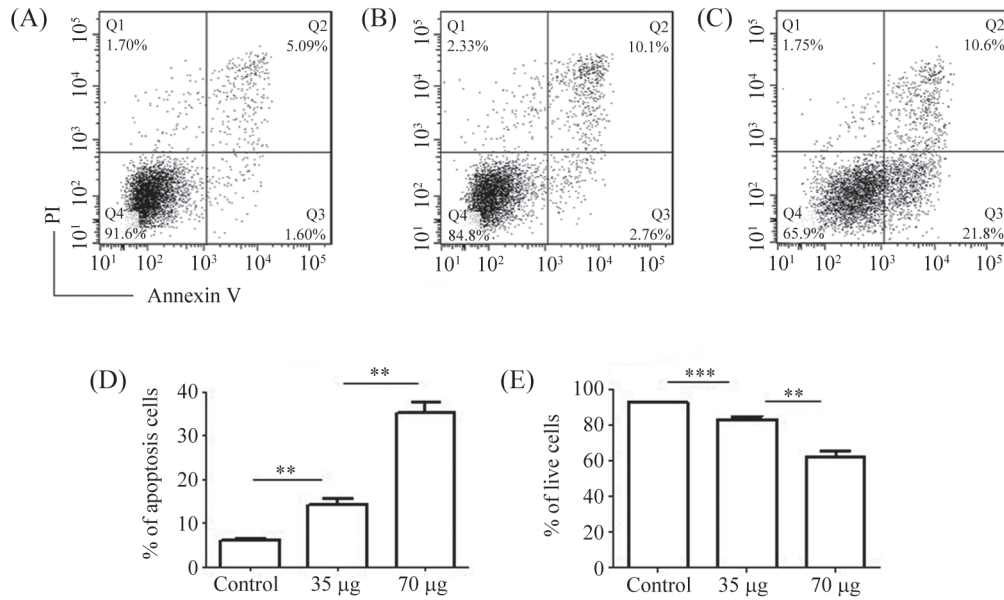 (A)
10⁵
10⁴
10³
10²
10¹
Q1
1.70%
Q2
5.09%
Q4
91.6%
Q3
1.60%
10¹ 10² 10³ 10⁴ 10⁵
PI
Annexin V
(B)
10⁵
10⁴
10³
10²
10¹
Q1
2.33%
Q2
10.1%
Q4
84.8%
Q3
2.76%
10¹ 10² 10³ 10⁴ 10⁵
(C)
10⁵
10⁴
10³
10²
10¹
Q1
1.75%
Q2
10.6%
Q4
65.9%
Q3
21.8%
10¹ 10² 10³ 10⁴ 10⁵
(D)
% of apoptosis cells
40
30
20
10
0
**
**
Control 35 μg 70 μg
(E)
% of live cells
100
80
60
80
20
0
***
**
Control 35 μg 70 μg